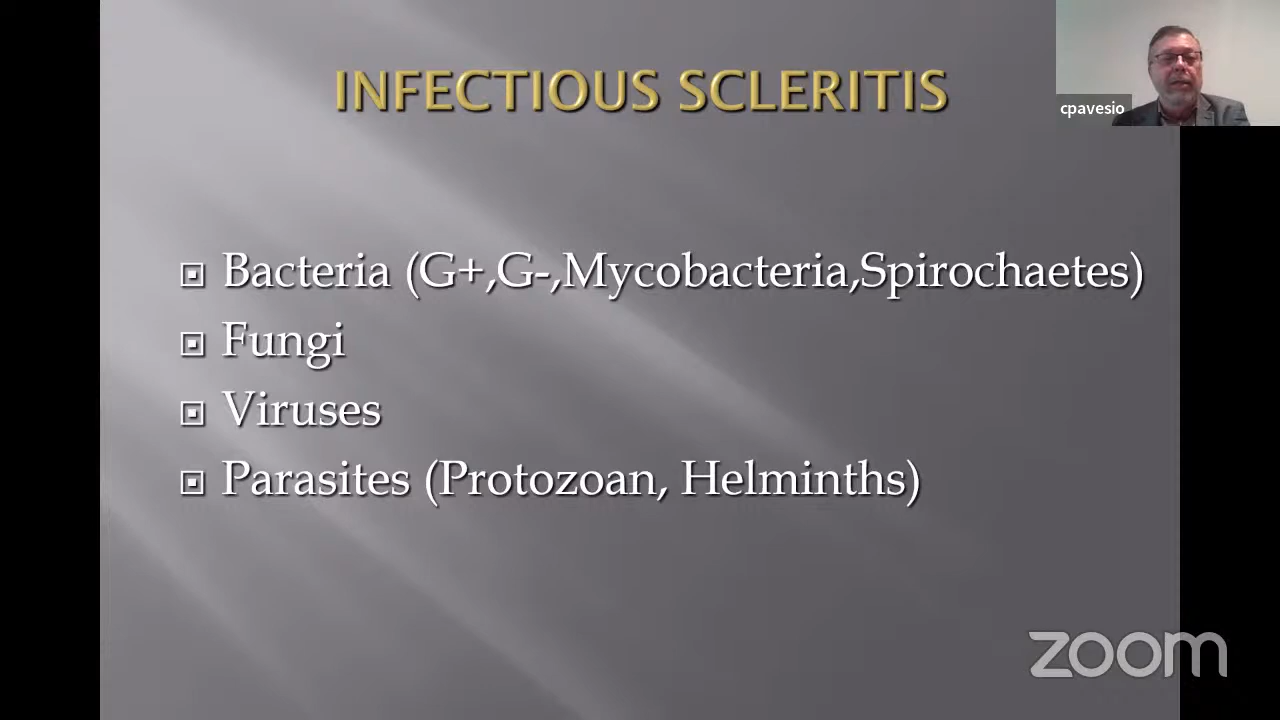 INFECTIOUS SCLERITIS
cpavesio
Bacteria (G+,G-,Mycobacteria,Spirochaetes)
Fungi
Viruses
Parasites (Protozoan, Helminths)
zoom